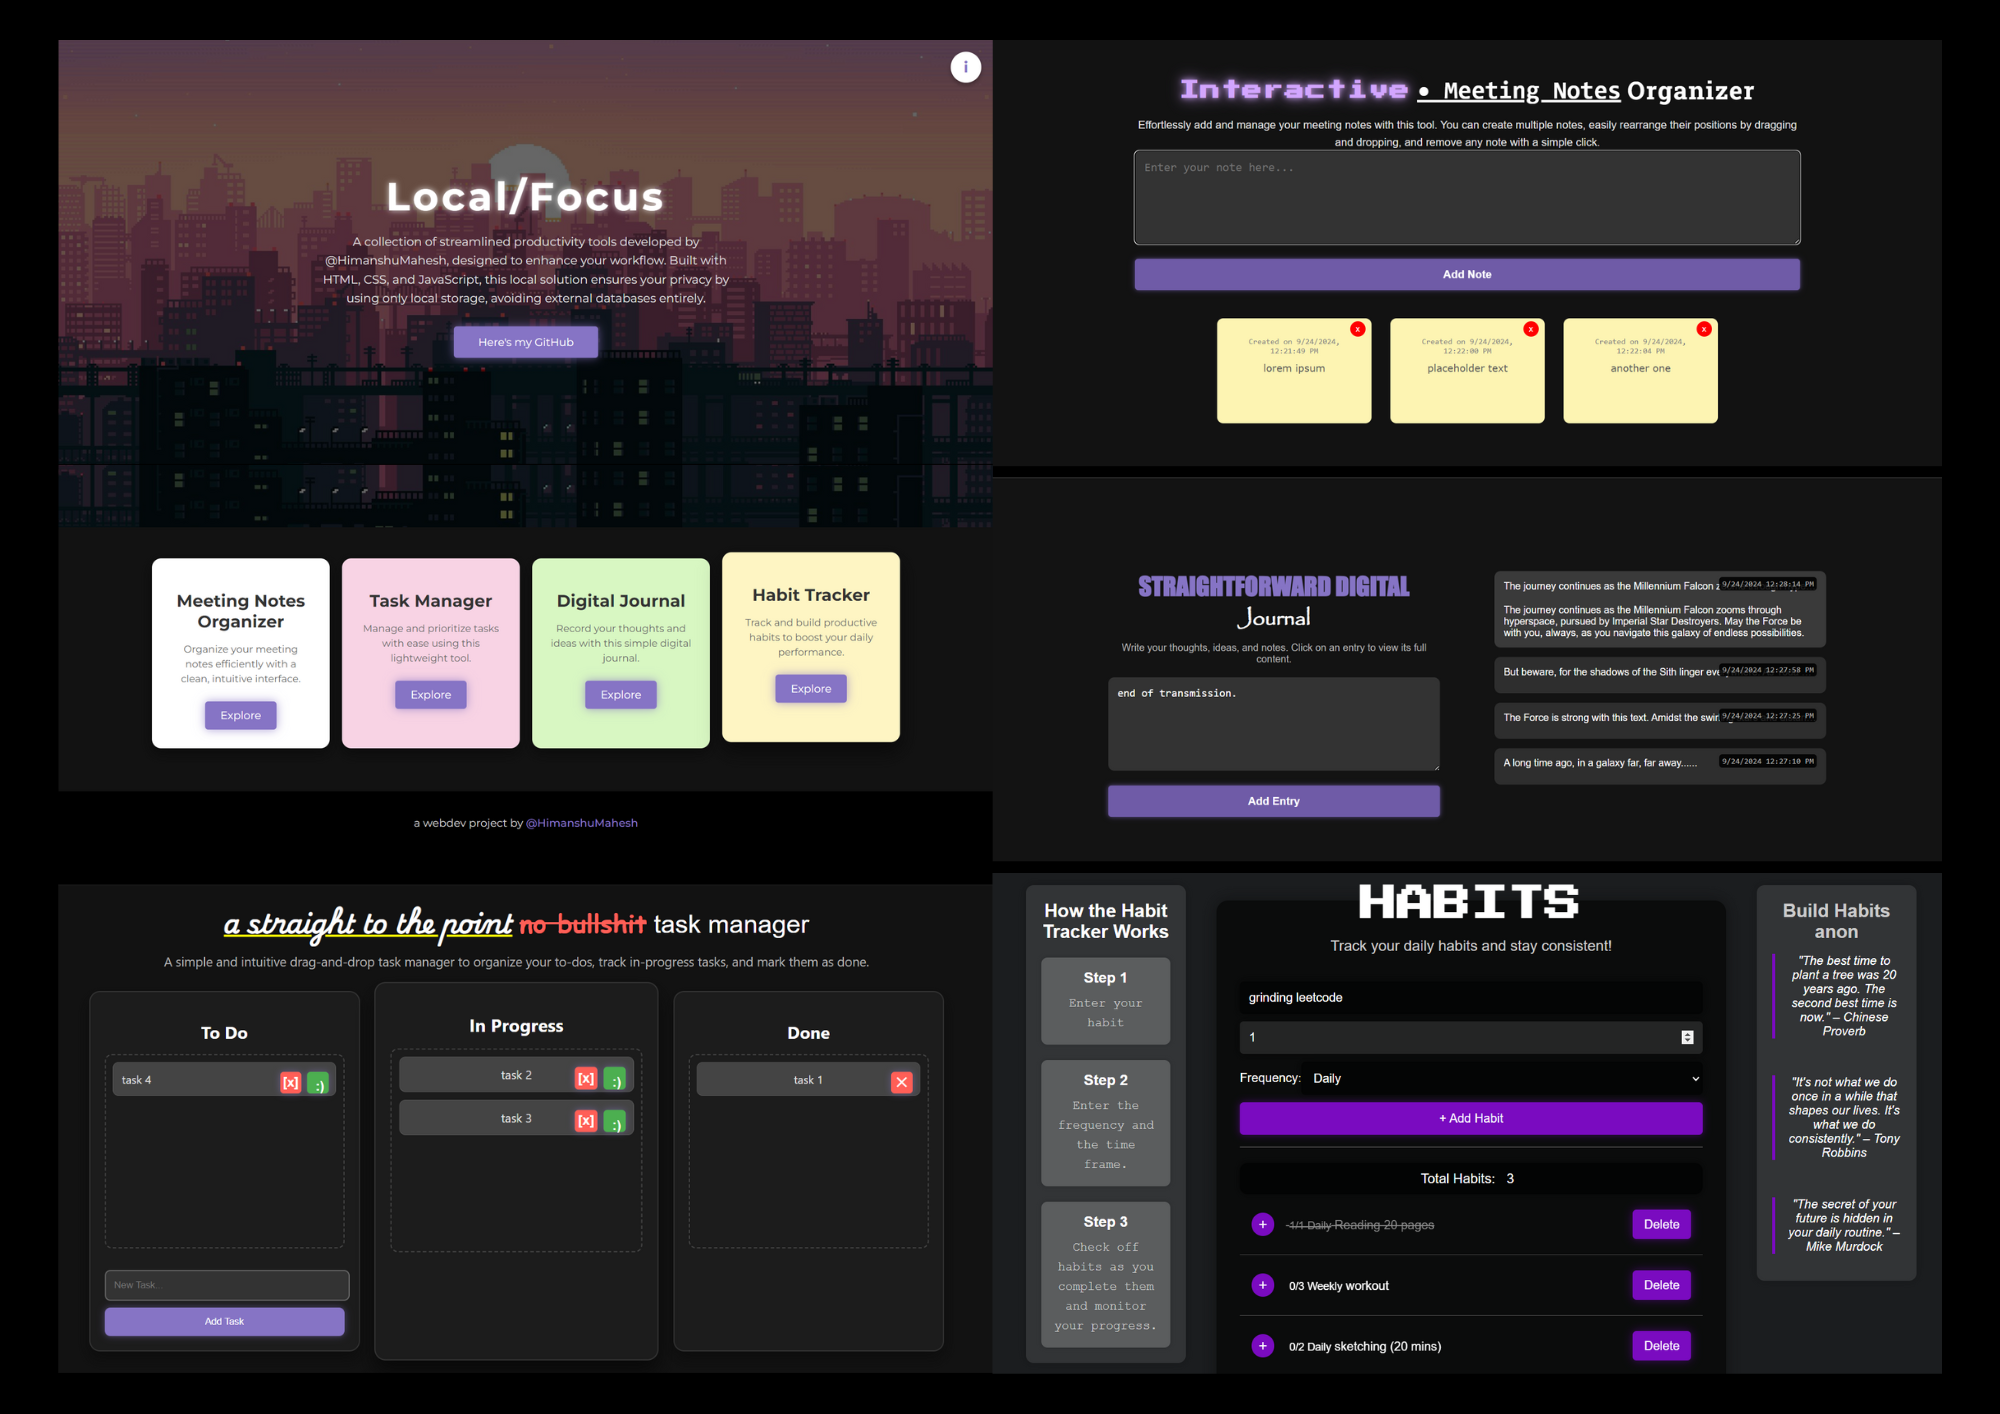 i
Local/Focus
A collection of streamlined productivity tools developed by
@HimanshuMahesh, designed to enhance your workflow. Built with
HTML, CSS, and JavaScript, this local solution ensures your privacy by
using only local storage, avoiding external databases entirely.
Here's my GitHub
Meeting Notes
Organizer
Organize your meeting
notes efficiently with a
clean, intuitive interface.
Explore
Task Manager
Manage and prioritize tasks
with ease using this
lightweight tool.
Explore
Digital Journal
Record your thoughts and
ideas with this simple digital
journal.
Explore
Habit Tracker
Track and build productive
habits to boost your daily
performance.
Explore
a webdev project by @HimanshuMahesh
Interactive • Meeting Notes Organizer
Effortlessly add and manage your meeting notes with this tool. You can create multiple notes, easily rearrange their positions by dragging
and dropping, and remove any note with a simple click.
Enter your note here...
Add Note
x
Created on 9/24/2024,
12:21:49 PM
lorem ipsum
x
Created on 9/24/2024,
12:22:00 PM
placeholder text
x
Created on 9/24/2024,
12:22:04 PM
another one
STRAIGHTFORWARD DIGITAL
Journal
Write your thoughts, ideas, and notes. Click on an entry to view its full
content.
end of transmission.
Add Entry
The journey continues as the Millennium Falcon 9/24/2024 12:28:14 PM
The journey continues as the Millennium Falcon zooms through
hyperspace, pursued by Imperial Star Destroyers. May the Force be
with you, always, as you navigate this galaxy of endless possibilities.
But beware, for the shadows of the Sith linger 9/24/2024 12:27:58 PM
The Force is strong with this text. Amidst the 9/24/2024 12:27:25 PM
A long time ago, in a galaxy far, far away...... 9/24/2024 12:27:10 PM
a straight to the point no bullshit task manager
A simple and intuitive drag-and-drop task manager to organize your to-dos, track in-progress tasks, and mark them as done.
To Do
task 4 [x] :)
New Task
Add Task
In Progress
task 2 [x] :)
task 3 [x] :)
Done
task 1 ✕
How the Habit
Tracker Works
Step 1
Enter your
habit
Step 2
Enter the
frequency and
the time
frame.
Step 3
Check off
habits as you
complete them
and monitor
your progress.
HABITS
Track your daily habits and stay consistent!
grinding leetcode
1
Frequency: Daily
+ Add Habit
Total Habits: 3
+ 1/1 Daily Reading 20 pages Delete
+ 0/3 Weekly workout Delete
+ 0/2 Daily sketching (20 mins) Delete
Build Habits
anon
"The best time to
plant a tree was 20
years ago. The
second best time is
now." – Chinese
Proverb
"It's not what we do
once in a while that
shapes our lives. It's
what we do
consistently." – Tony
Robbins
"The secret of your
future is hidden in
your daily routine." –
Mike Murdock